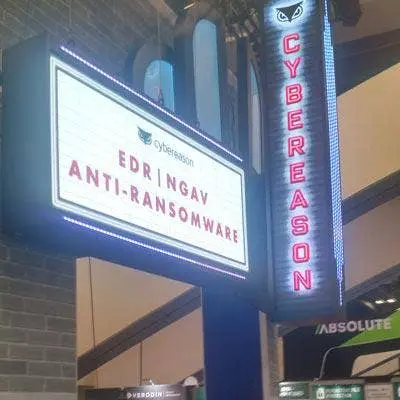 cybereason
EDR | NGAV
ANTI-RANSOMWARE
CYBEREASON
/ABSOLUTE
VERODIN